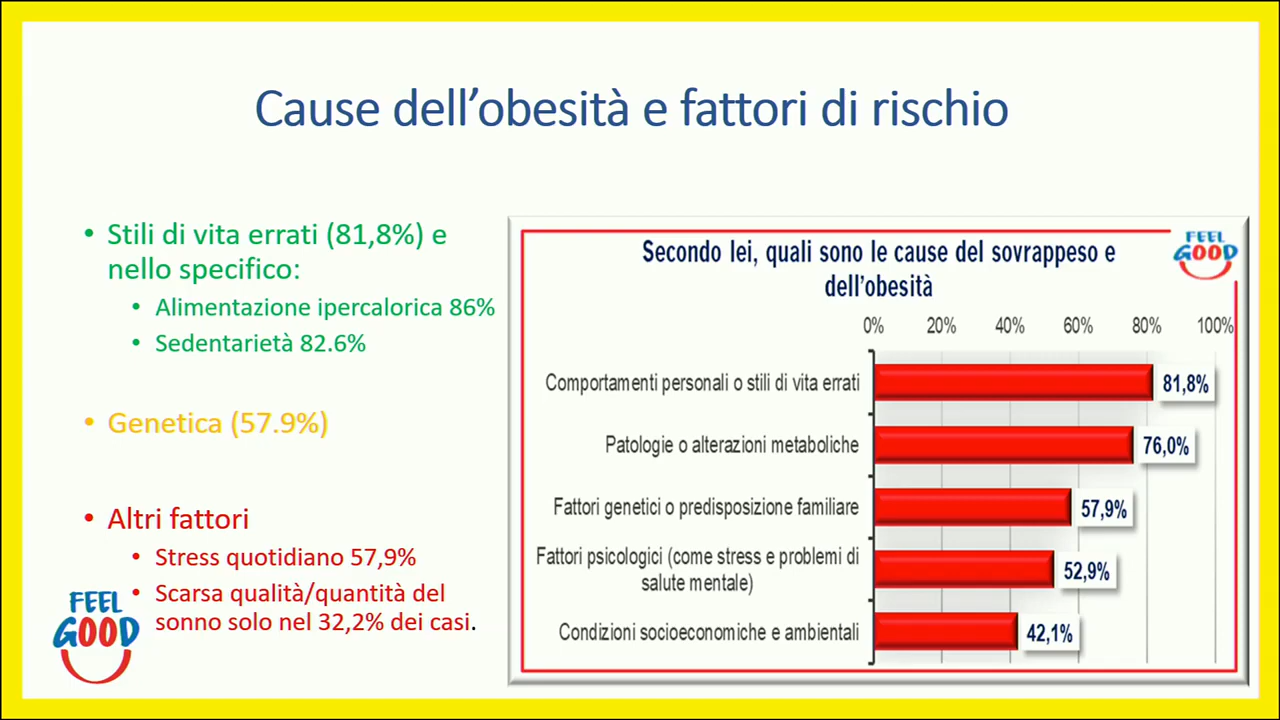 Cause dell’obesità e fattori di rischio
• Stili di vita errati (81,8%) e
nello specifico:
• Alimentazione ipercalorica 86%
• Sedentarietà 82.6%
• Genetica (57.9%)
• Altri fattori
• Stress quotidiano 57,9%
• Scarsa qualità/quantità del
sonno solo nel 32,2% dei casi.
FEEL
GOOD
Secondo lei, quali sono le cause del sovrappeso e
dell’obesità
FEEL
GOOD
0% 20% 40% 60% 80% 100%
Comportamenti personali o stili di vita errati 81,8%
Patologie o alterazioni metaboliche 76,0%
Fattori genetici o predisposizione familiare 57,9%
Fattori psicologici (come stress e problemi di
salute mentale) 52,9%
Condizioni socioeconomiche e ambientali 42,1%